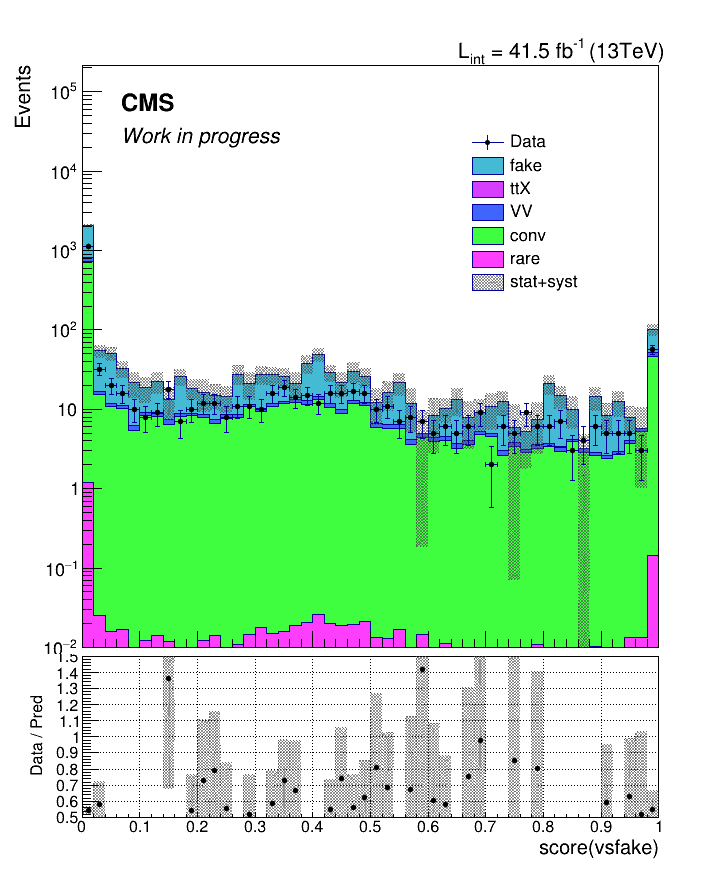 L_int = 41.5 fb^-1 (13TeV)
Events
CMS
Work in progress
Data
fake
ttX
VV
conv
rare
stat+syst
10^5
10^4
10^3
10^2
10
1
10^−1
10^−2
Data / Pred
1.5
1.4
1.3
1.2
1.1
1
0.9
0.8
0.7
0.6
0.5
0 0.1 0.2 0.3 0.4 0.5 0.6 0.7 0.8 0.9 1
score(vsfake)